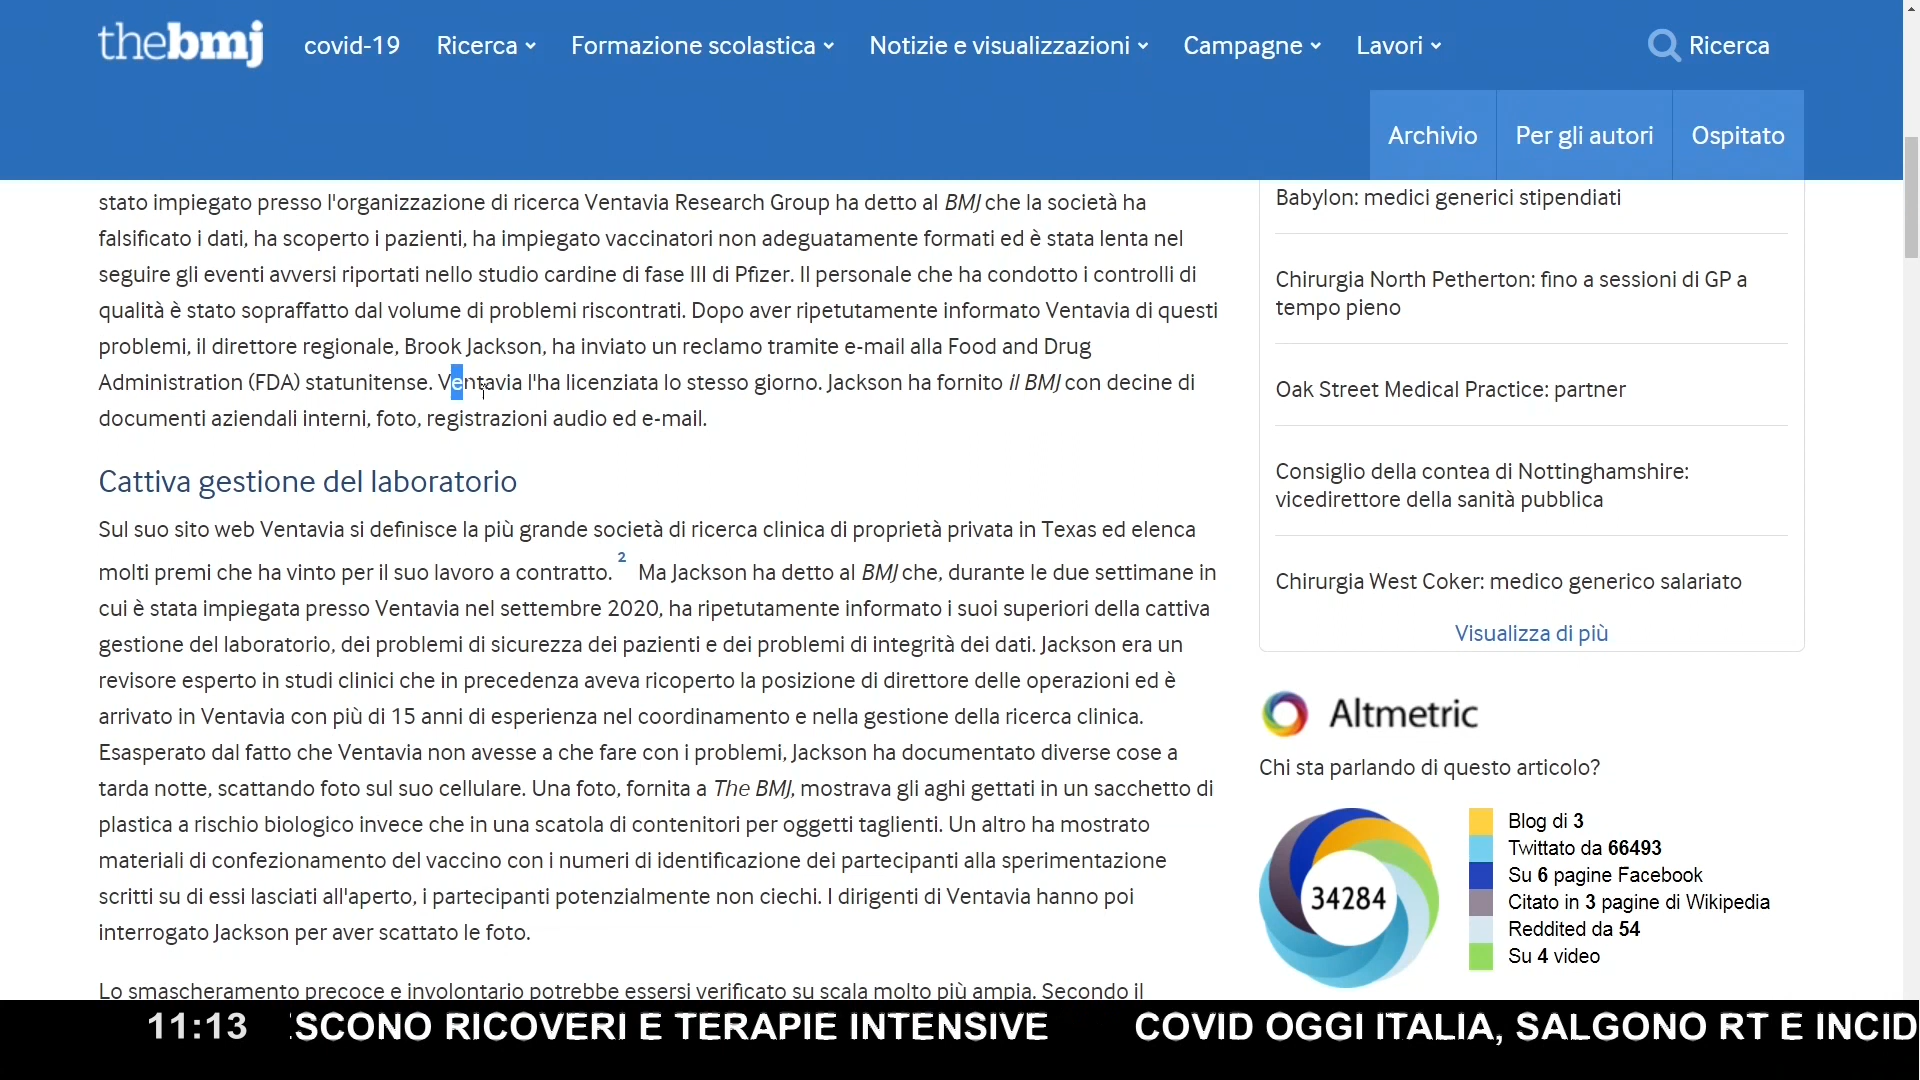 thebmj
covid-19 Ricerca Formazione scolastica Notizie e visualizzazioni Campagne Lavori Ricerca
Archivio Per gli autori Ospitato
stato impiegato presso l'organizzazione di ricerca Ventavia Research Group ha detto al BMJ che la società ha
falsificato i dati, ha scoperto i pazienti, ha impiegato vaccinatori non adeguatamente formati ed è stata lenta nel
seguire gli eventi avversi riportati nello studio cardine di fase III di Pfizer. Il personale che ha condotto i controlli di
qualità è stato sopraffatto dal volume di problemi riscontrati. Dopo aver ripetutamente informato Ventavia di questi
problemi, il direttore regionale, Brook Jackson, ha inviato un reclamo tramite e-mail alla Food and Drug
Administration (FDA) statunitense. Ventavia l'ha licenziata lo stesso giorno. Jackson ha fornito il BMJ con decine di
documenti aziendali interni, foto, registrazioni audio ed e-mail.
Cattiva gestione del laboratorio
Sul suo sito web Ventavia si definisce la più grande società di ricerca clinica di proprietà privata in Texas ed elenca
molti premi che ha vinto per il suo lavoro a contratto. 2 Ma Jackson ha detto al BMJ che, durante le due settimane in
cui è stata impiegata presso Ventavia nel settembre 2020, ha ripetutamente informato i suoi superiori della cattiva
gestione del laboratorio, dei problemi di sicurezza dei pazienti e dei problemi di integrità dei dati. Jackson era un
revisore esperto in studi clinici che in precedenza aveva ricoperto la posizione di direttore delle operazioni ed è
arrivato in Ventavia con più di 15 anni di esperienza nel coordinamento e nella gestione della ricerca clinica.
Esasperato dal fatto che Ventavia non avesse a che fare con i problemi, Jackson ha documentato diverse cose a
tarda notte, scattando foto sul suo cellulare. Una foto, fornita a The BMJ, mostrava gli aghi gettati in un sacchetto di
plastica a rischio biologico invece che in una scatola di contenitori per oggetti taglienti. Un altro ha mostrato
materiali di confezionamento del vaccino con i numeri di identificazione dei partecipanti alla sperimentazione
scritti su di essi lasciati all'aperto, i partecipanti potenzialmente non ciechi. I dirigenti di Ventavia hanno poi
interrogato Jackson per aver scattato le foto.
Lo smascheramento precoce e involontario potrebbe essersi verificato su scala molto più ampia. Secondo il
Babylon: medici generici stipendiati
Chirurgia North Petherton: fino a sessioni di GP a
tempo pieno
Oak Street Medical Practice: partner
Consiglio della contea di Nottinghamshire:
vicedirettore della sanità pubblica
Chirurgia West Coker: medico generico salariato
Visualizza di più
Altmetric
Chi sta parlando di questo articolo?
34284
Blog di 3
Twittato da 66493
Su 6 pagine Facebook
Citato in 3 pagine di Wikipedia
Reddited da 54
Su 4 video
11:13 SCONO RICOVERI E TERAPIE INTENSIVE COVID OGGI ITALIA, SALGONO RT E INCID